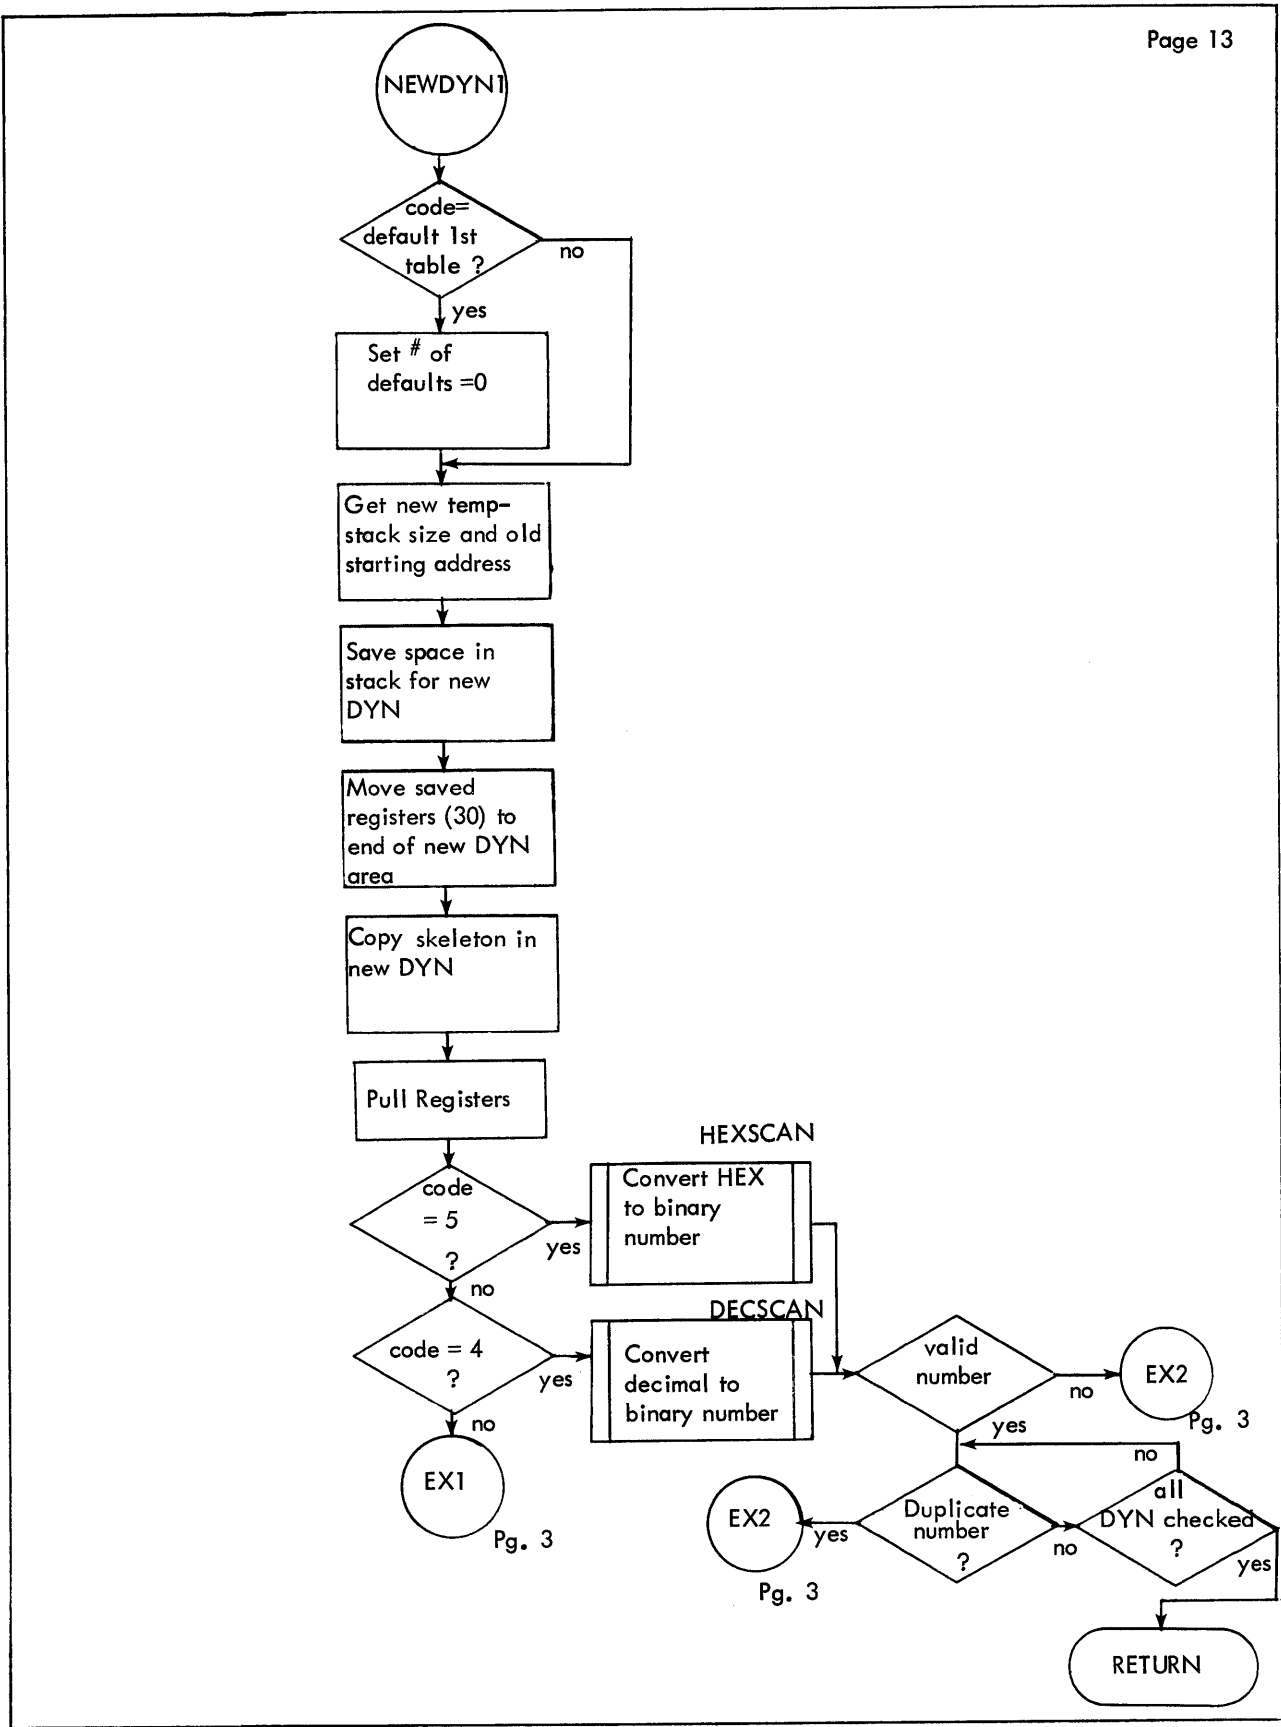 Page 13
NEWDYN1
code=
default 1st
table ?
no
yes
Set # of
defaults =0
Get new temp-
stack size and old
starting address
Save space in
stack for new
DYN
Move saved
registers (30) to
end of new DYN
area
Copy skeleton in
new DYN
Pull Registers
code
= 5
?
yes
no
HEXSCAN
Convert HEX
to binary
number
code = 4
?
yes
no
DECSCAN
Convert
decimal to
binary number
valid
number
no
yes
EX2
Pg. 3
EX1
Pg. 3
Duplicate
number
?
yes
no
EX2
Pg. 3
all
DYN checked
?
no
yes
RETURN